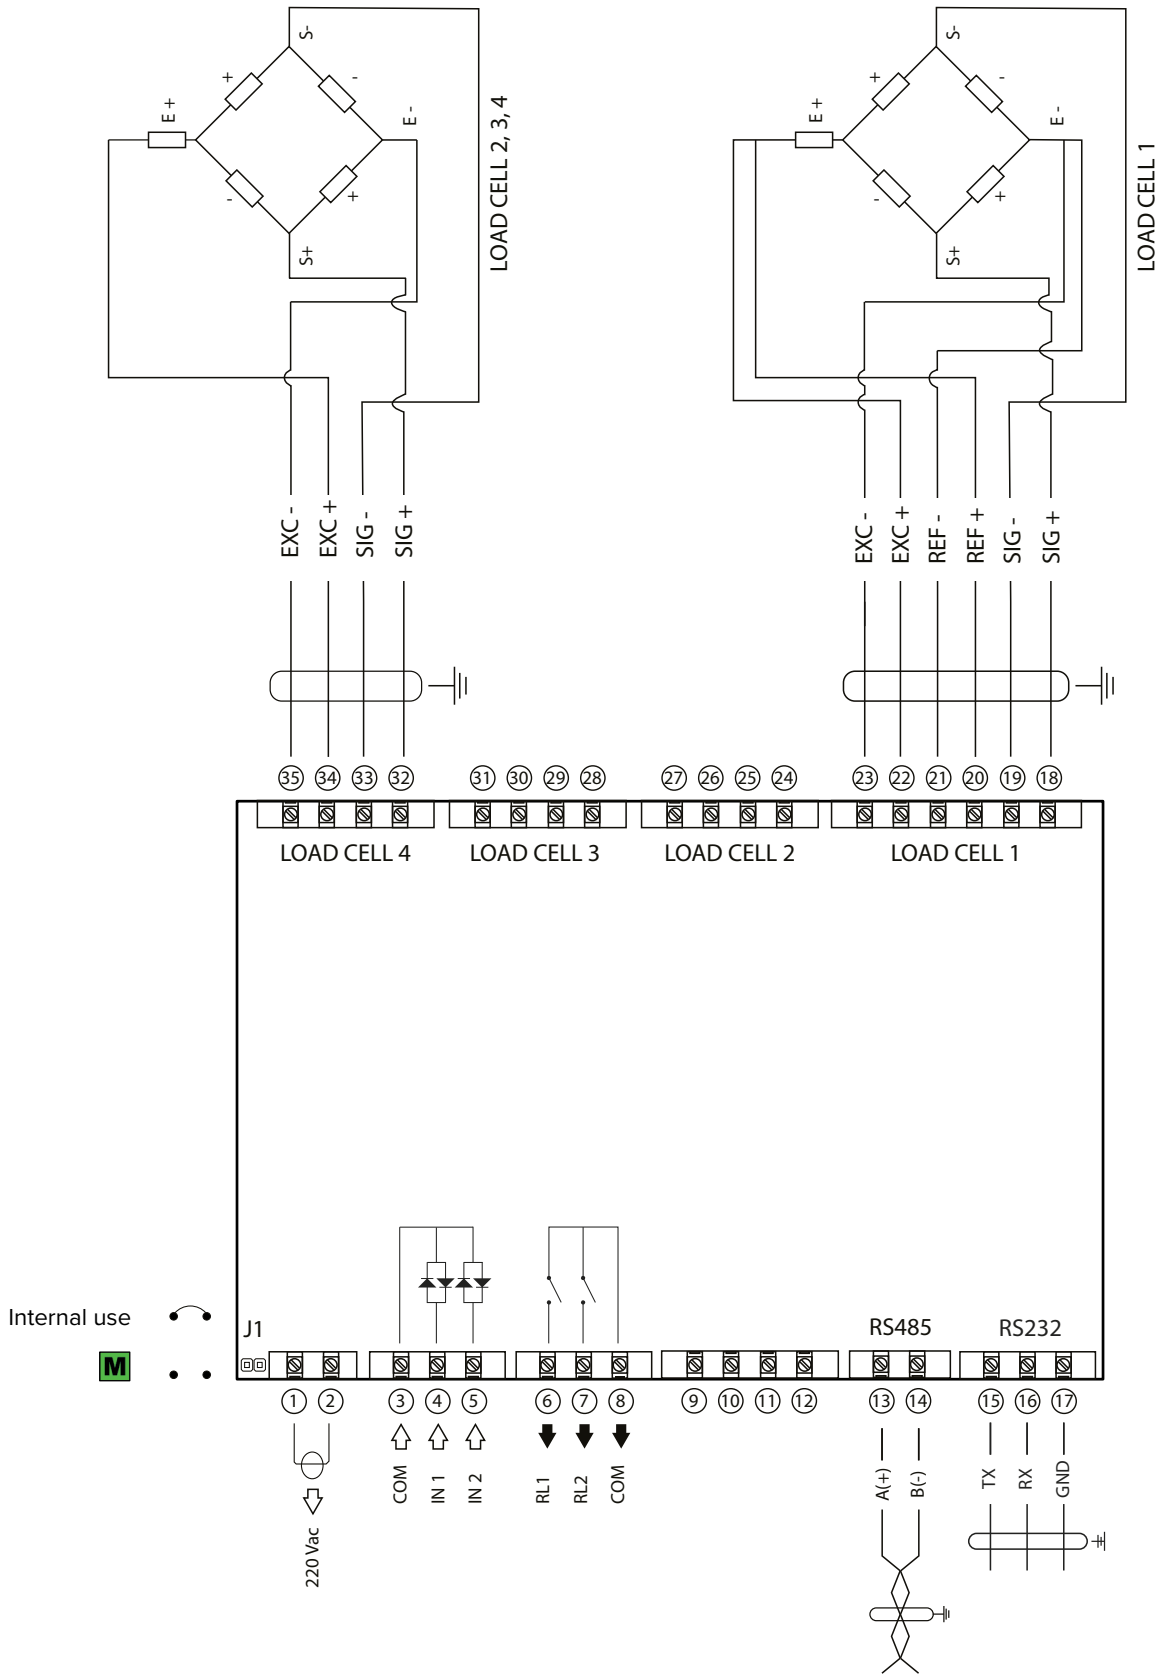 S-
+
-
E +
E -
-
+
S+
LOAD CELL 2, 3, 4
S-
+
-
E +
E -
-
+
S+
LOAD CELL 1
EXC -
EXC +
SIG -
SIG +
EXC -
EXC +
REF -
REF +
SIG -
SIG +
35 34 33 32 31 30 29 28 27 26 25 24 23 22 21 20 19 18
LOAD CELL 4 LOAD CELL 3 LOAD CELL 2 LOAD CELL 1
Internal use
M
J1
RS485 RS232
1 2 3 4 5 6 7 8 9 10 11 12 13 14 15 16 17
220 Vac
COM
IN 1
IN 2
RL1
RL2
COM
A(+)
B(-)
TX
RX
GND